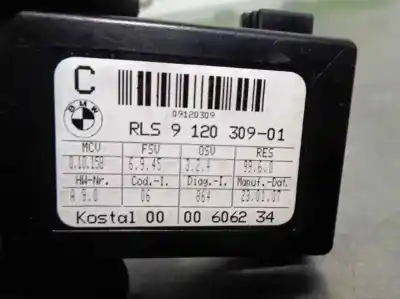 C
09120309
BMW
RLS 9 120 309-01
MCV FSV OSV RES
0.10.158 6.9.45 3.2.4 99.6.0
HW-Nr. Cod.-I. Diag.-I. Manuf.-Dat.
A 9.0 06 864 23.01.07
Kostal 00 00 6062 34